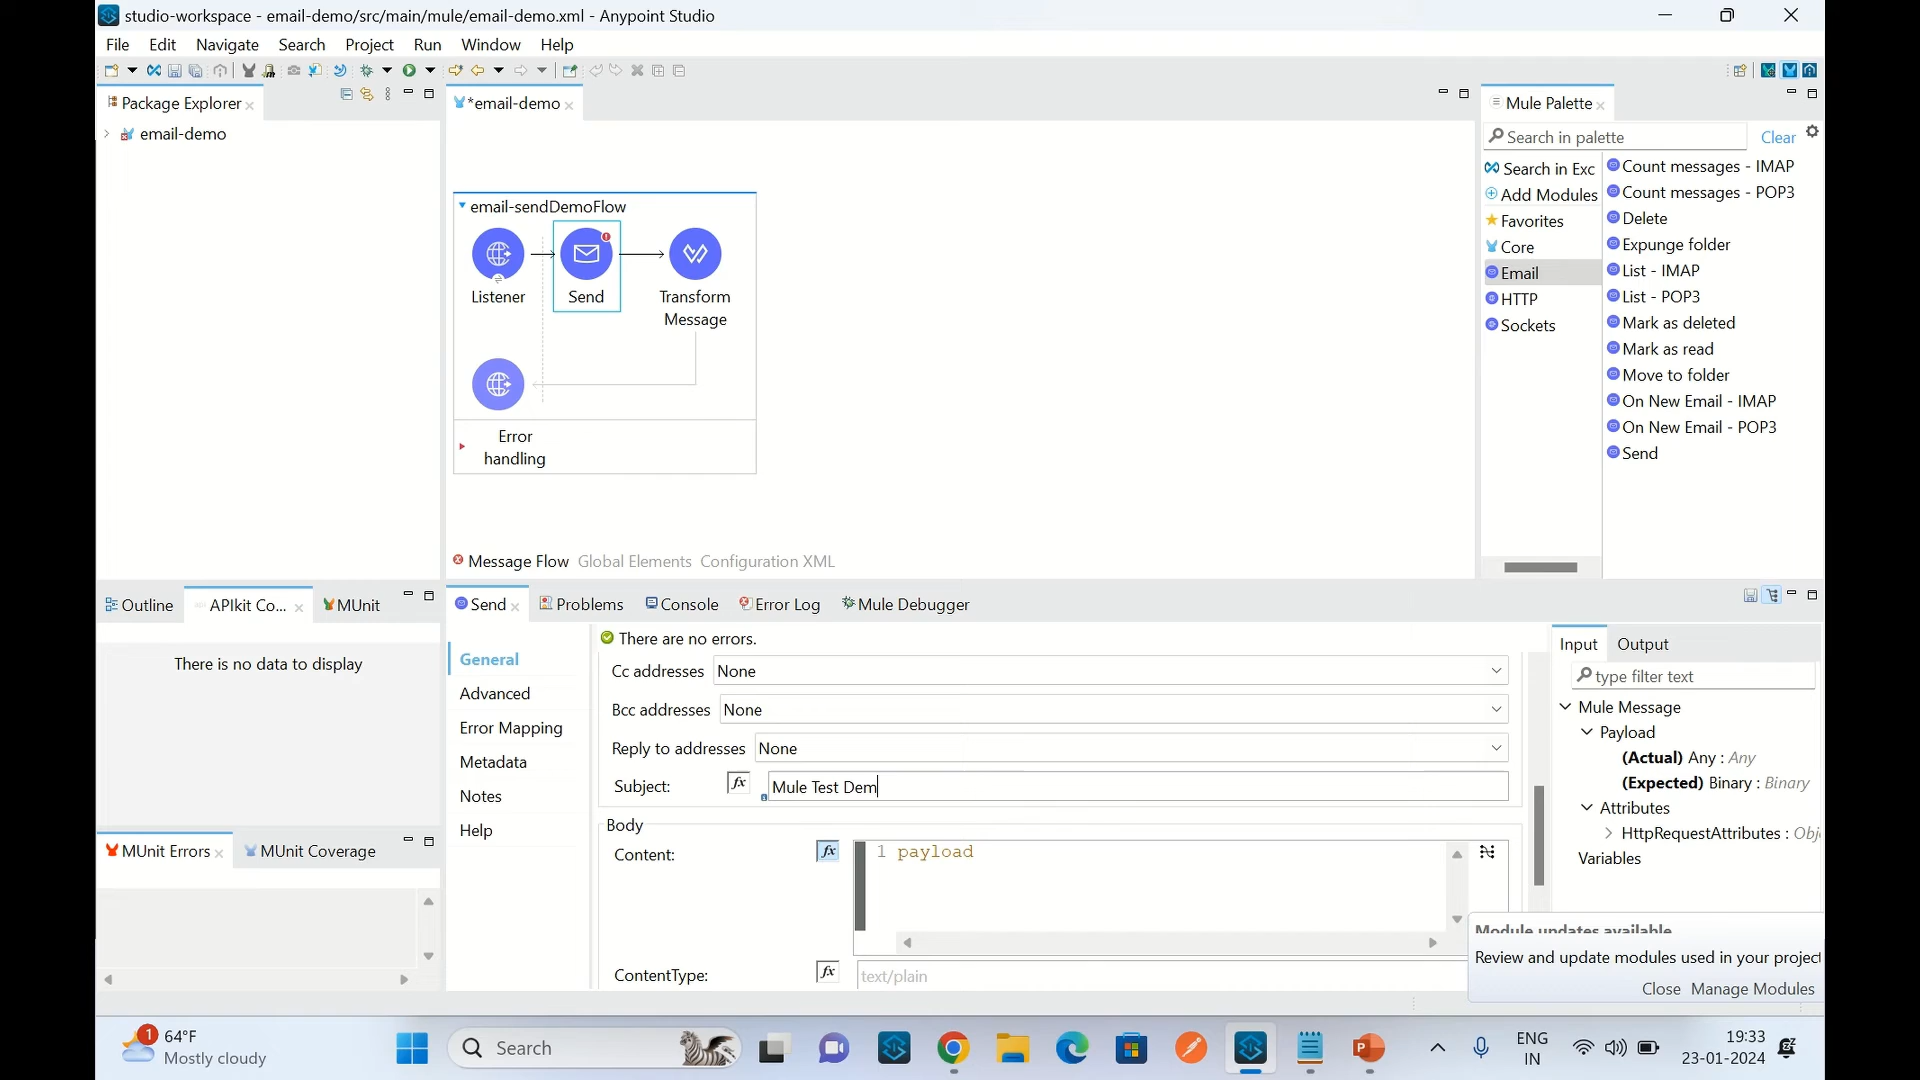 studio-workspace - email-demo/src/main/mule/email-demo.xml - Anypoint Studio
File Edit Navigate Search Project Run Window Help
Package Explorer
email-demo
*email-demo
email-sendDemoFlow
Listener
Send
Transform
Message
Error
handling
Message Flow Global Elements Configuration XML
Mule Palette
Search in palette
Clear
Search in Exc
Add Modules
Favorites
Core
Email
HTTP
Sockets
Count messages - IMAP
Count messages - POP3
Delete
Expunge folder
List - IMAP
List - POP3
Mark as deleted
Mark as read
Move to folder
On New Email - IMAP
On New Email - POP3
Send
Outline
APIkit Co...
MUnit
There is no data to display
MUnit Errors
MUnit Coverage
Send
Problems
Console
Error Log
Mule Debugger
There are no errors.
General
Advanced
Error Mapping
Metadata
Notes
Help
Cc addresses None
Bcc addresses None
Reply to addresses None
Subject: fx Mule Test Dem
Body
Content: fx 1 payload
ContentType: fx text/plain
Input Output
type filter text
Mule Message
Payload
(Actual) Any : Any
(Expected) Binary : Binary
Attributes
HttpRequestAttributes : Obj
Variables
Module updates available
Review and update modules used in your project
Close Manage Modules
1
64°F
Mostly cloudy
Search
ENG
IN
19:33
23-01-2024